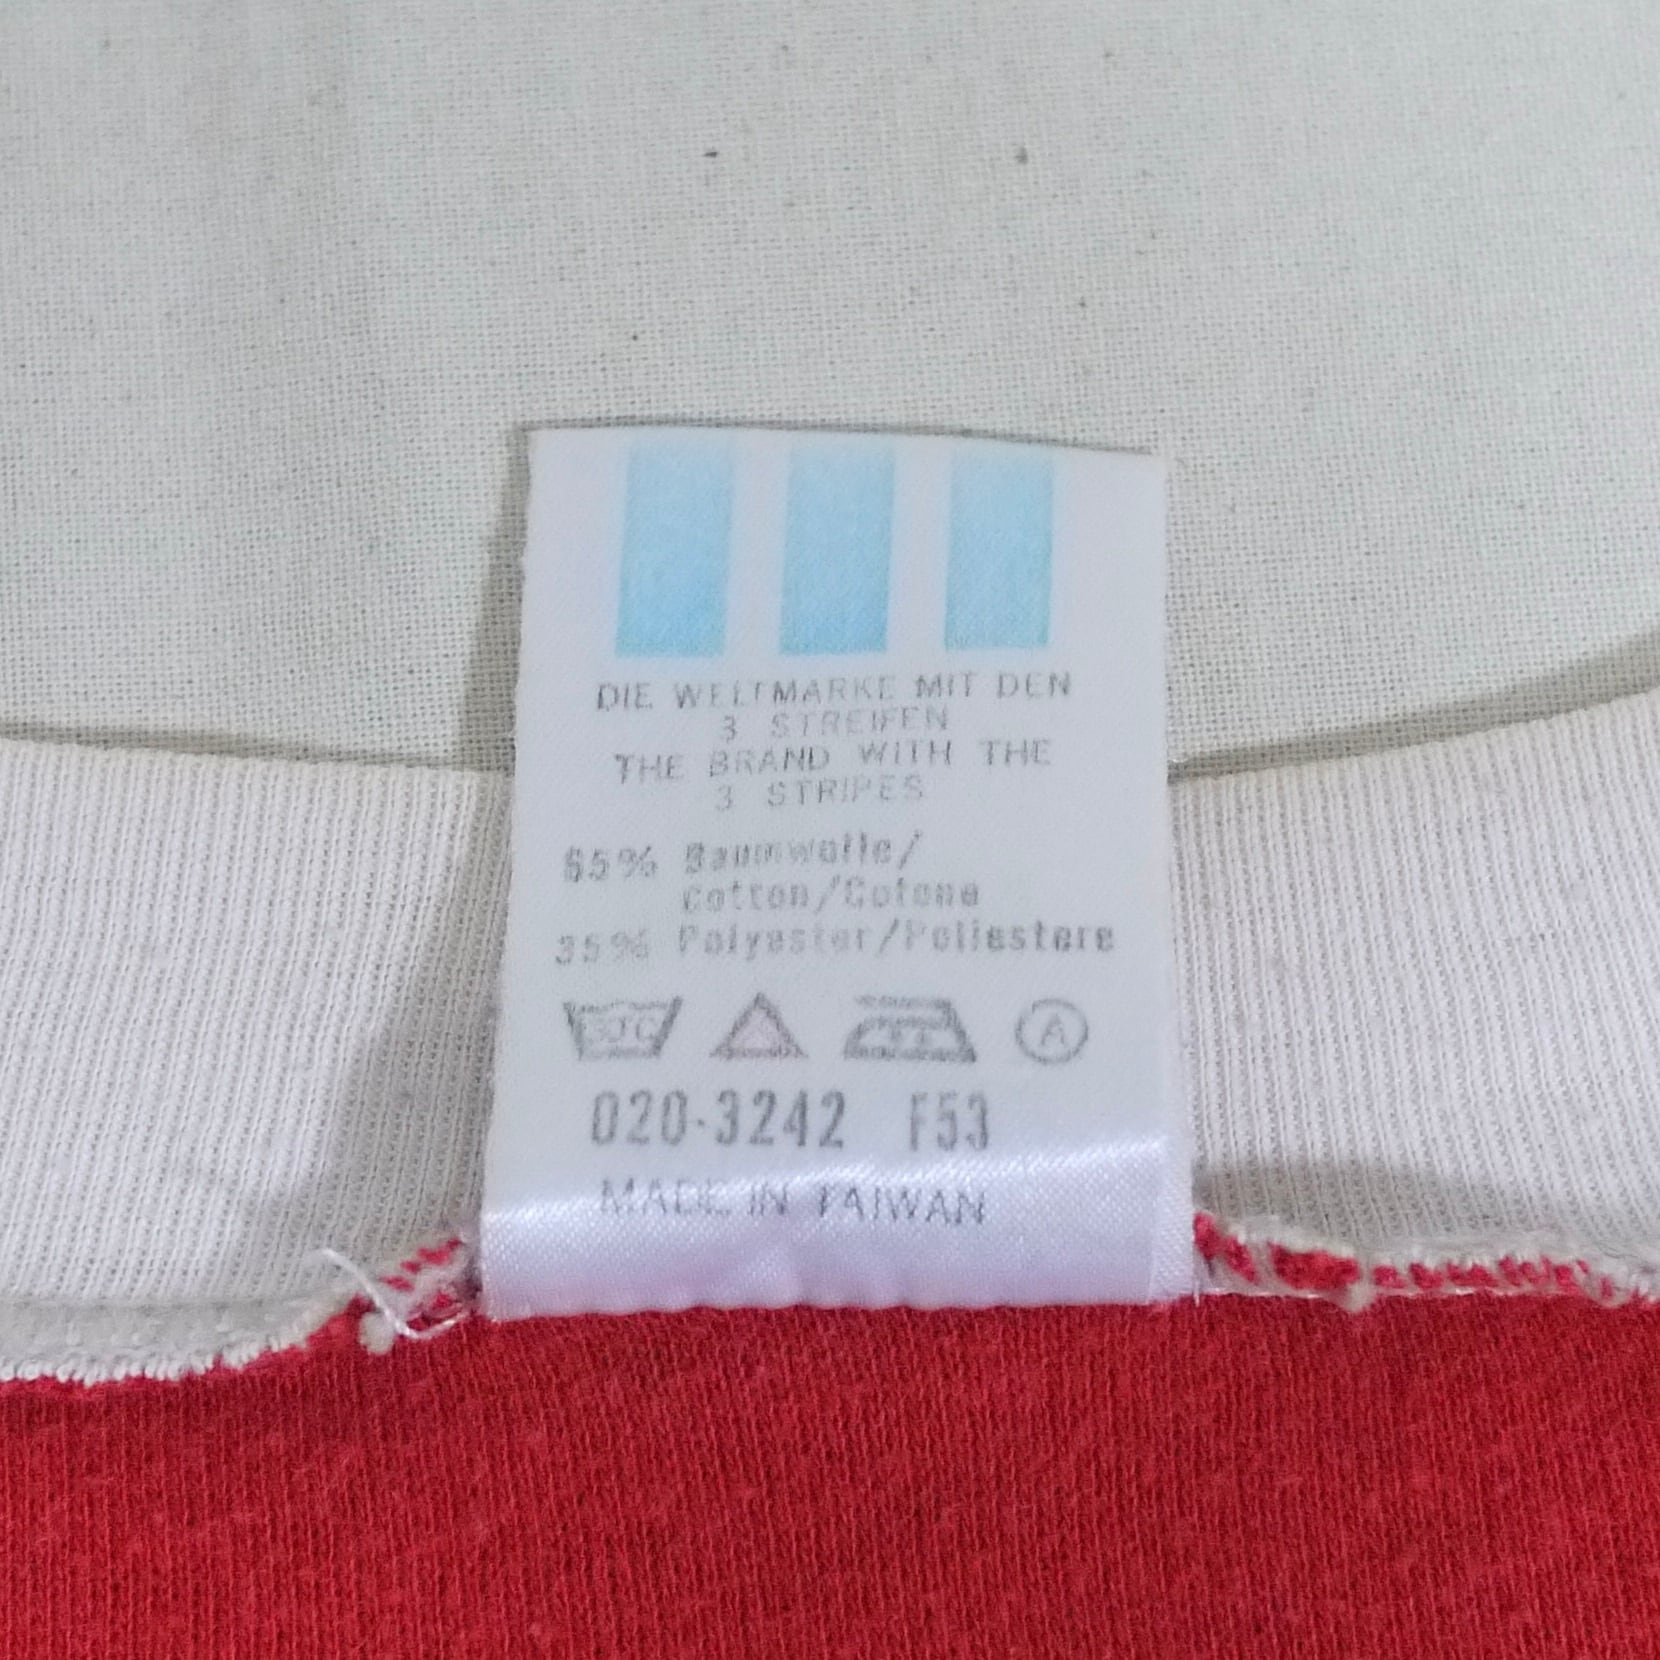 DIE WELTMARKE MIT DEN
3 STREIFEN
THE BRAND WITH THE
3 STRIPES
65% Baumwolle/
Cotton/Cotone
35% Polyester/Poliestere
30°C
A
020-3242 F53
MADE IN TAIWAN